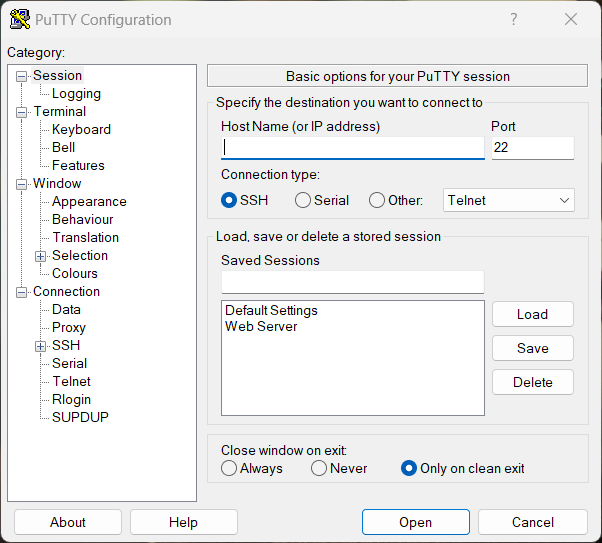 PuTTY Configuration
?
Category:
Session
Logging
Terminal
Keyboard
Bell
Features
Window
Appearance
Behaviour
Translation
Selection
Colours
Connection
Data
Proxy
SSH
Serial
Telnet
Rlogin
SUPDUP
Basic options for your PuTTY session
Specify the destination you want to connect to
Host Name (or IP address) Port
22
Connection type:
SSH Serial Other: Telnet
Load, save or delete a stored session
Saved Sessions
Default Settings
Web Server
Load
Save
Delete
Close window on exit:
Always Never Only on clean exit
About Help Open Cancel